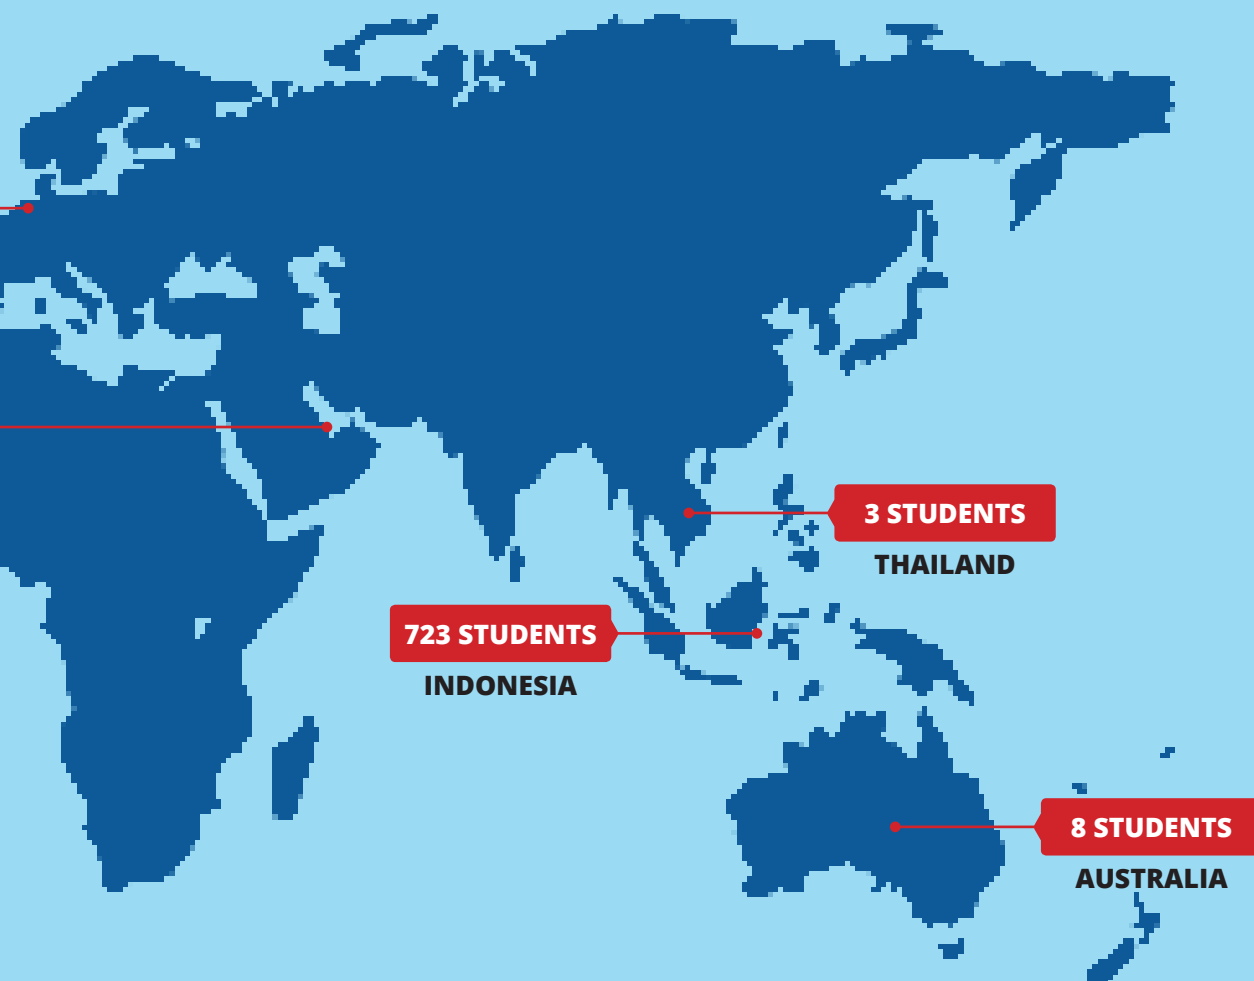 3 STUDENTS
THAILAND
723 STUDENTS
INDONESIA
8 STUDENTS
AUSTRALIA